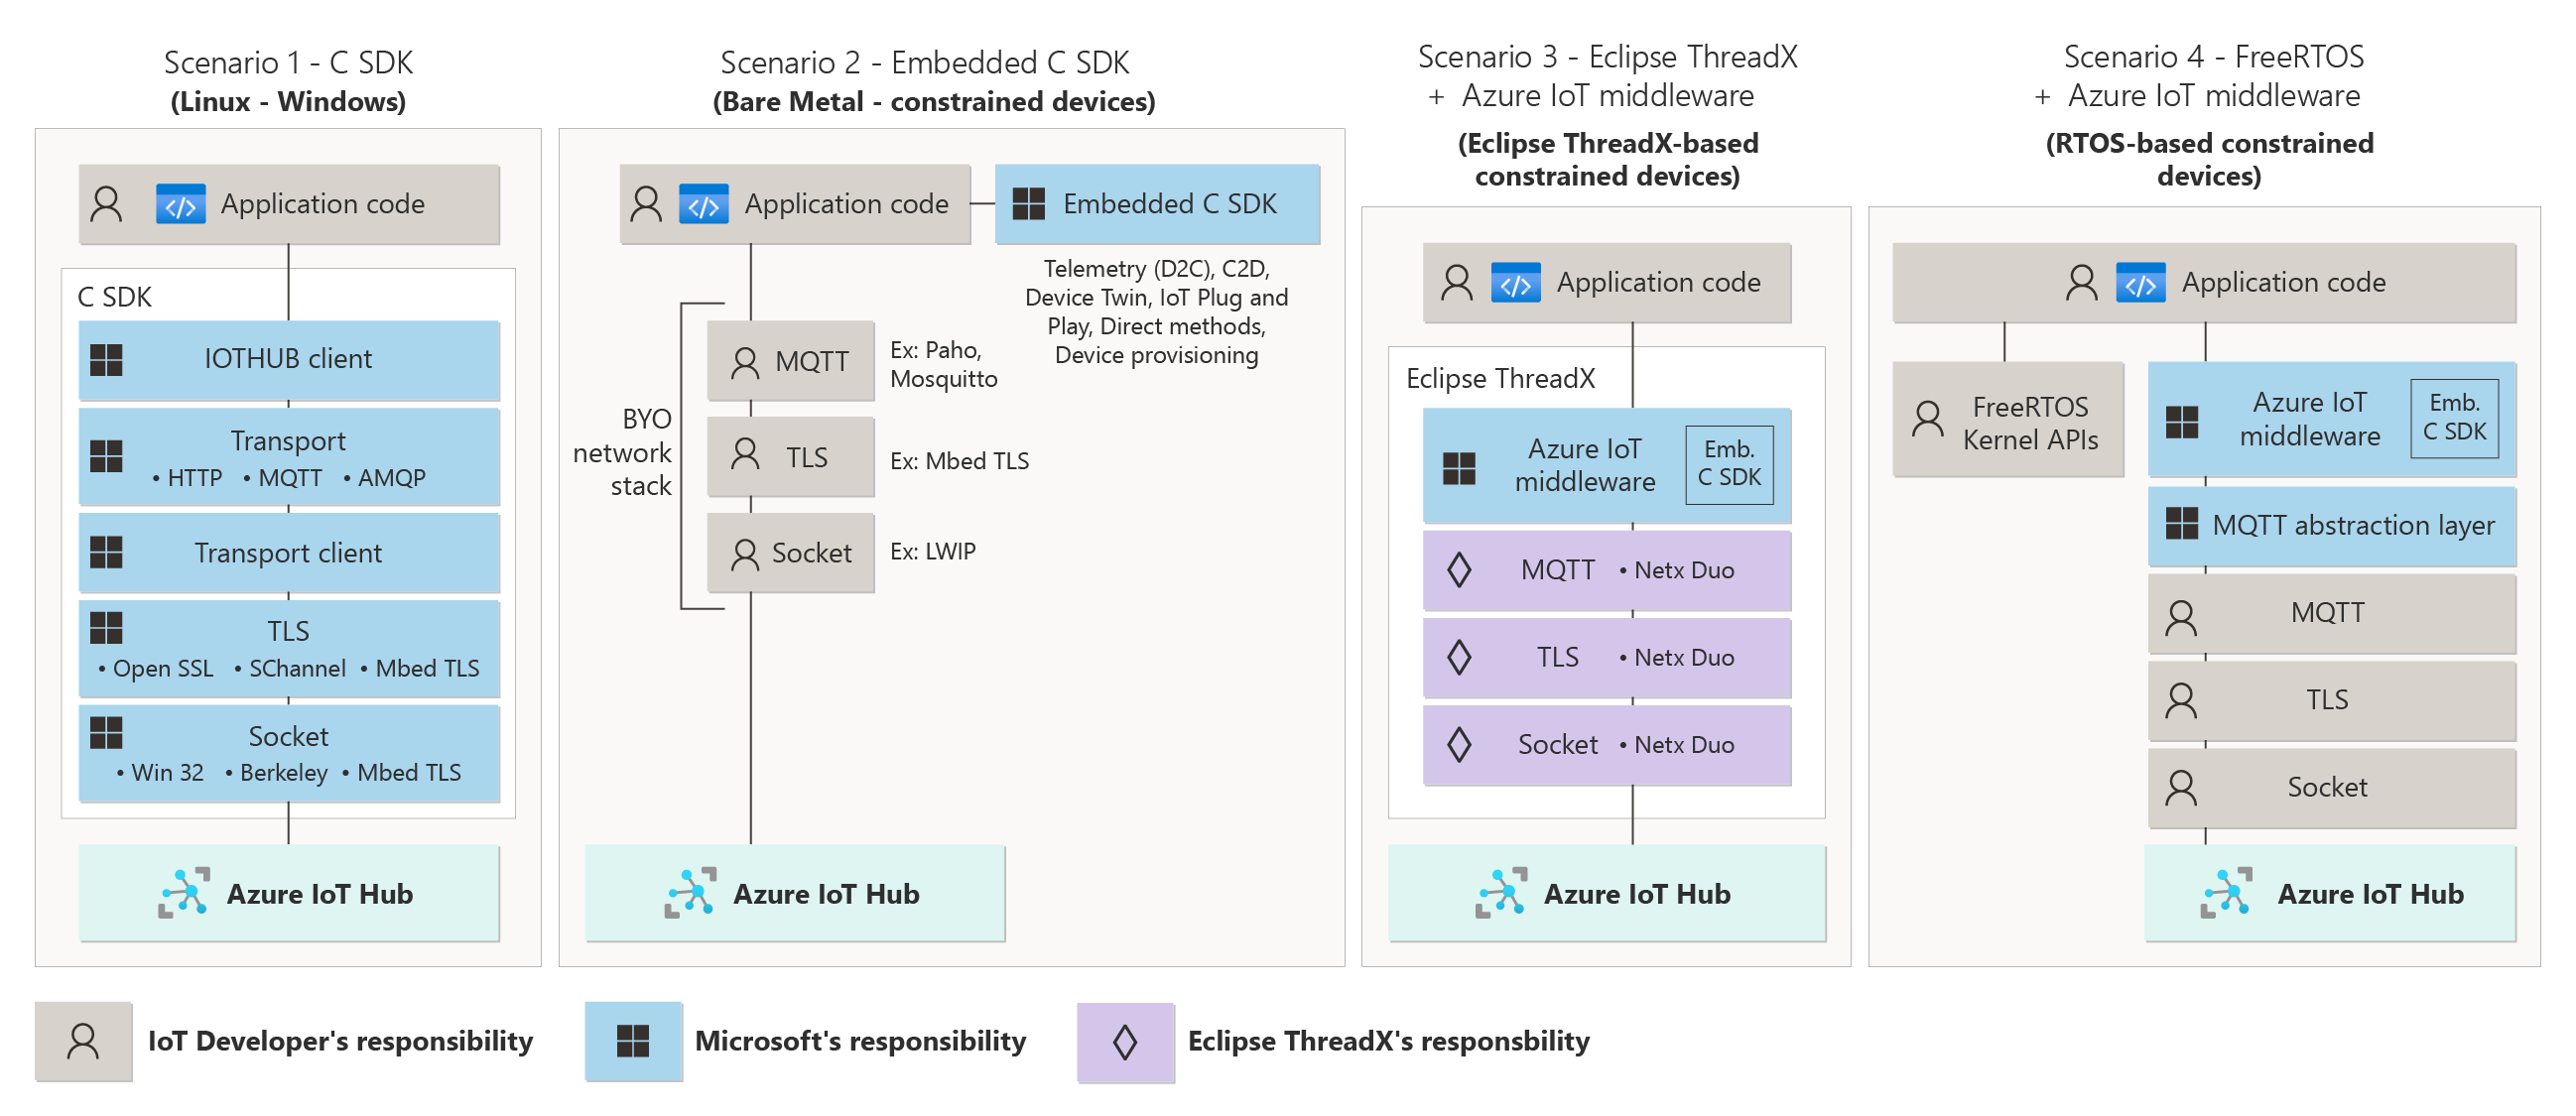 Scenario 1 - C SDK
(Linux - Windows)
Application code
C SDK
IOTHUB client
Transport
• HTTP • MQTT • AMQP
Transport client
TLS
• Open SSL • SChannel • Mbed TLS
Socket
• Win 32 • Berkeley • Mbed TLS
Azure IoT Hub
Scenario 2 - Embedded C SDK
(Bare Metal - constrained devices)
Application code
Embedded C SDK
Telemetry (D2C), C2D,
Device Twin, IoT Plug and
Play, Direct methods,
Device provisioning
BYO
network
stack
MQTT
Ex: Paho,
Mosquitto
TLS
Ex: Mbed TLS
Socket
Ex: LWIP
Azure IoT Hub
Scenario 3 - Eclipse ThreadX
+ Azure IoT middleware
(Eclipse ThreadX-based
constrained devices)
Application code
Eclipse ThreadX
Azure IoT
middleware
Emb.
C SDK
MQTT • Netx Duo
TLS • Netx Duo
Socket • Netx Duo
Azure IoT Hub
Scenario 4 - FreeRTOS
+ Azure IoT middleware
(RTOS-based constrained
devices)
Application code
FreeRTOS
Kernel APIs
Azure IoT
middleware
Emb.
C SDK
MQTT abstraction layer
MQTT
TLS
Socket
Azure IoT Hub
IoT Developer's responsibility
Microsoft's responsibility
Eclipse ThreadX's responsbility